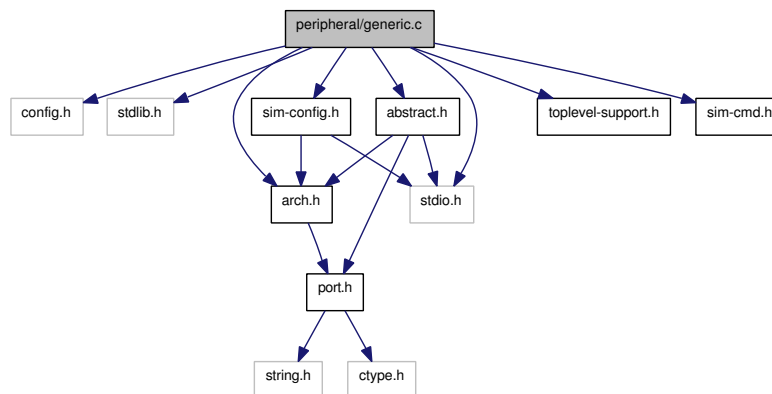 peripheral/generic.c
config.h
stdlib.h
sim-config.h
abstract.h
toplevel-support.h
sim-cmd.h
arch.h
stdio.h
port.h
string.h
ctype.h